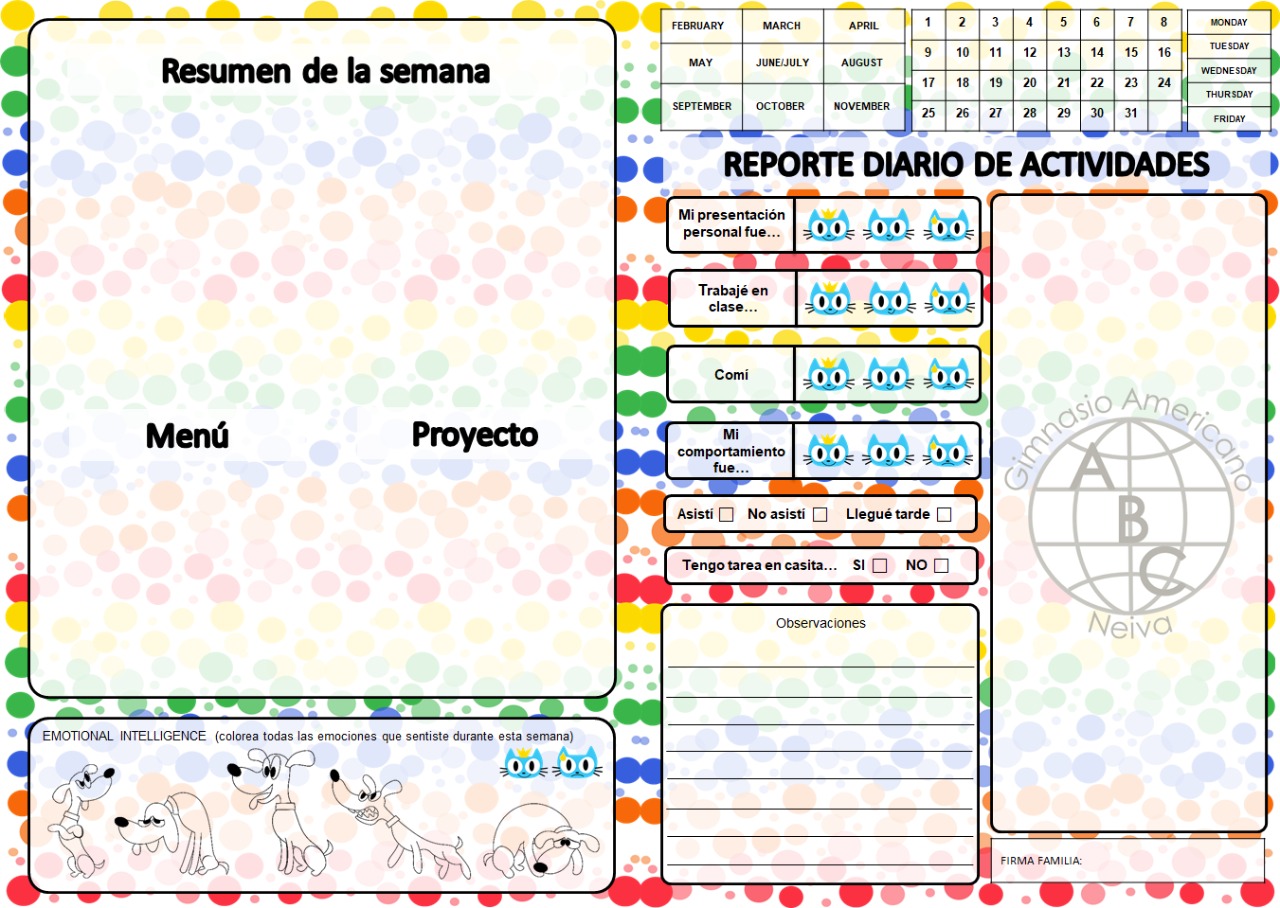 Resumen de la semana
Menú
Proyecto
EMOTIONAL INTELLIGENCE (colorea todas las emociones que sentiste durante esta semana)
FEBRUARY MARCH APRIL
MAY JUNE/JULY AUGUST
SEPTEMBER OCTOBER NOVEMBER
1 2 3 4 5 6 7 8
9 10 11 12 13 14 15 16
17 18 19 20 21 22 23 24
25 26 27 28 29 30 31
MONDAY
TUESDAY
WEDNESDAY
THURSDAY
FRIDAY
REPORTE DIARIO DE ACTIVIDADES
Mi presentación
personal fue...
Trabajé en
clase...
Comí
Mi
comportamiento
fue...
Asistí No asistí Llegué tarde
Tengo tarea en casita... SI NO
Observaciones
Gimnasio Americano
A
B
C
Neiva
FIRMA FAMILIA: